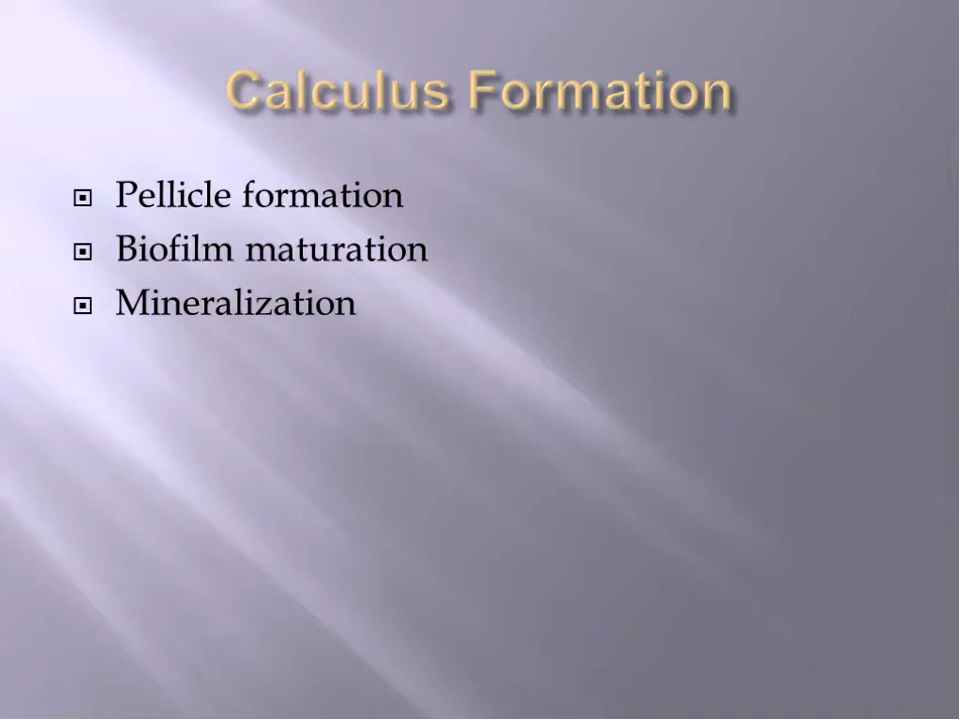 Calculus Formation
Pellicle formation
Biofilm maturation
Mineralization